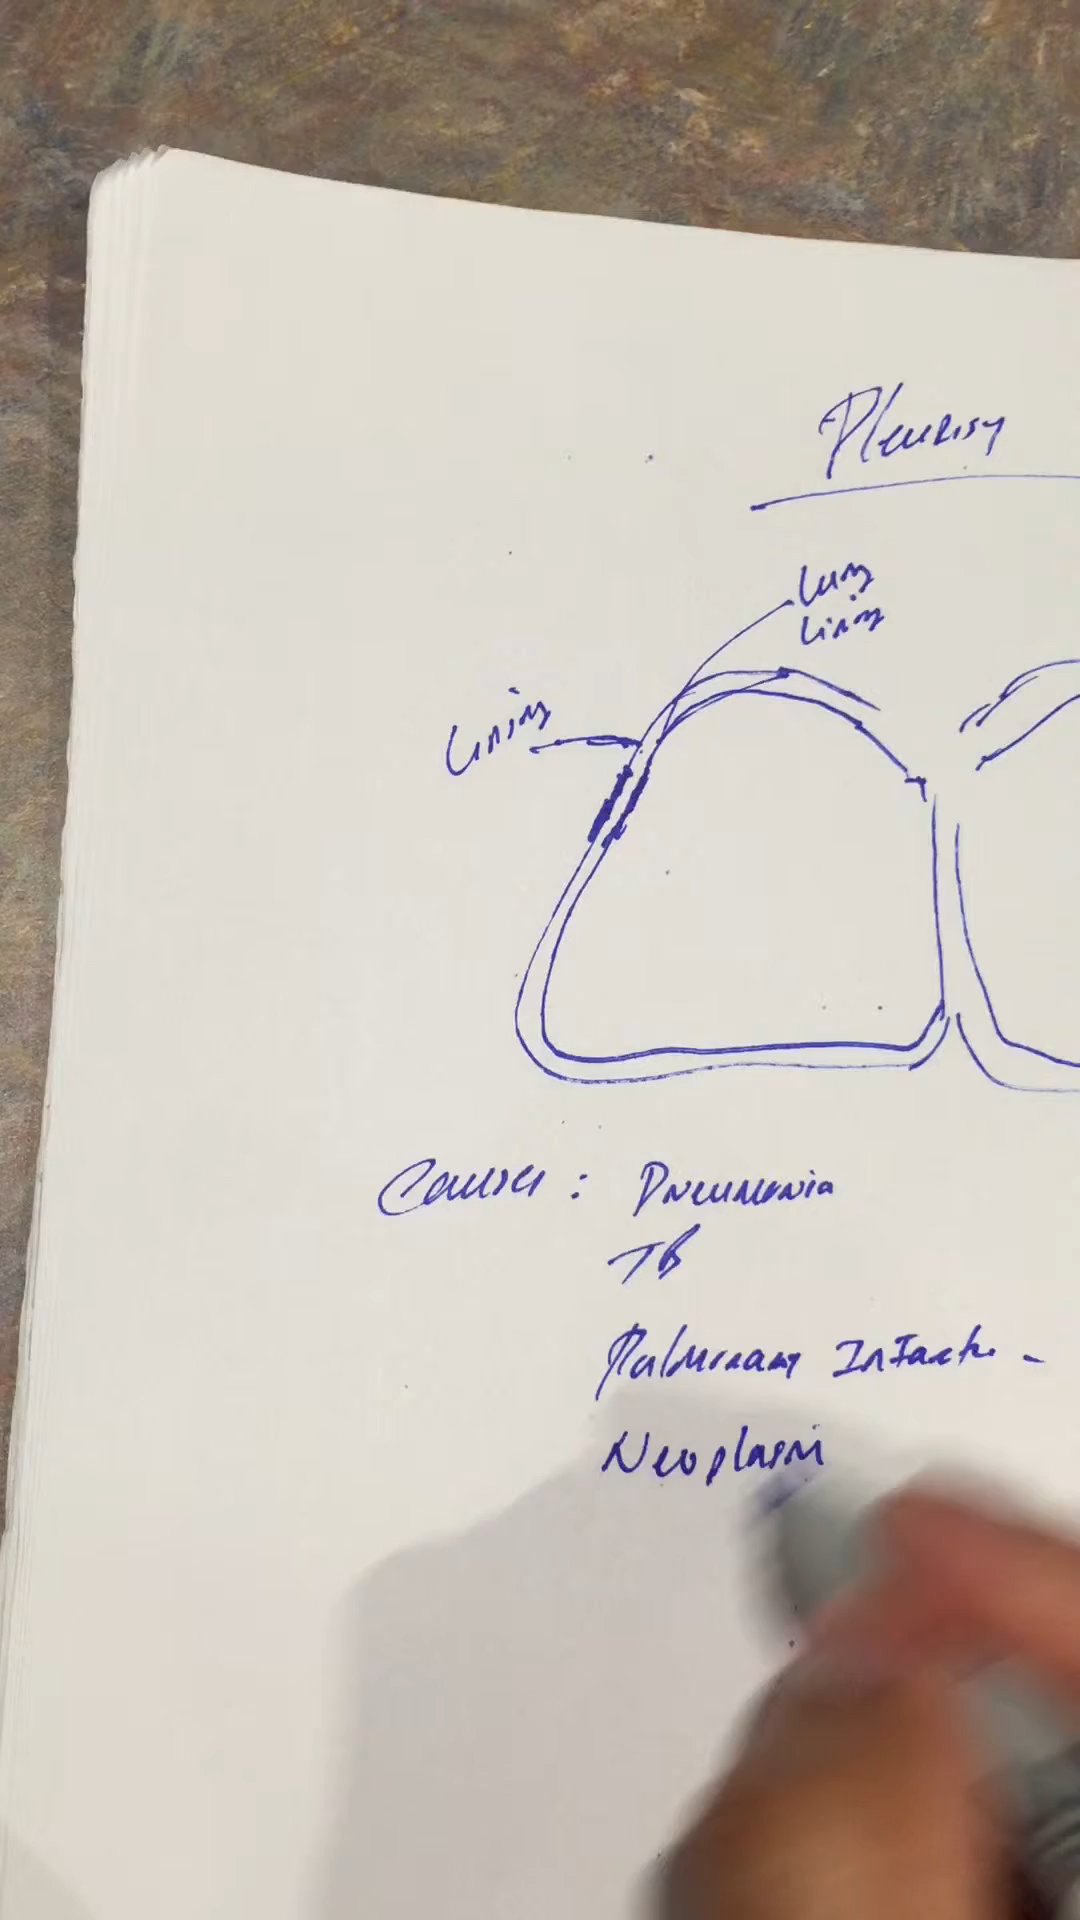 Pleurisy
Lung
Lining
Lining
Causes : Pneumonia
TB
Pulmonary Infarct. -
Neoplasm